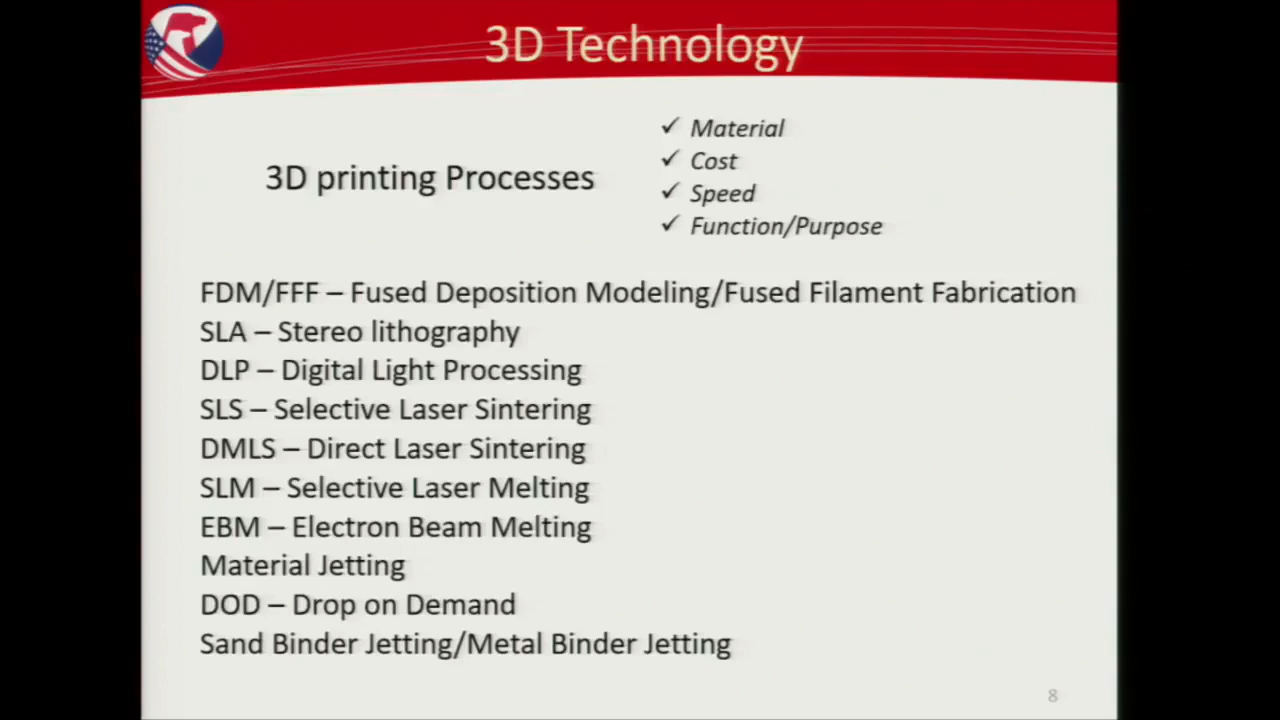 3D Technology
3D printing Processes
✓ Material
✓ Cost
✓ Speed
✓ Function/Purpose
FDM/FFF – Fused Deposition Modeling/Fused Filament Fabrication
SLA – Stereo lithography
DLP – Digital Light Processing
SLS – Selective Laser Sintering
DMLS – Direct Laser Sintering
SLM – Selective Laser Melting
EBM – Electron Beam Melting
Material Jetting
DOD – Drop on Demand
Sand Binder Jetting/Metal Binder Jetting
8